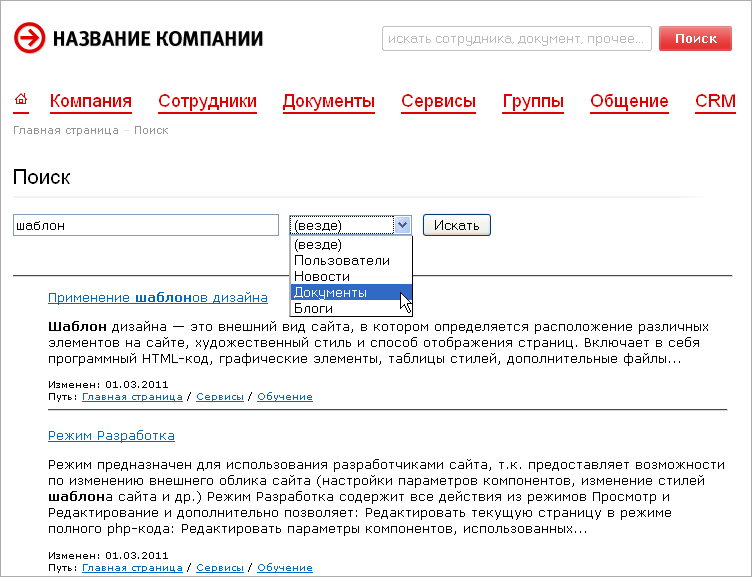 НАЗВАНИЕ КОМПАНИИ
искать сотрудника, документ, прочее...
Поиск
Компания Сотрудники Документы Сервисы Группы Общение CRM
Главная страница – Поиск
Поиск
шаблон (везде) Искать
(везде)
Пользователи
Новости
Документы
Блоги
Применение шаблонов дизайна
Шаблон дизайна — это внешний вид сайта, в котором определяется расположение различных
элементов на сайте, художественный стиль и способ отображения страниц. Включает в себя
программный HTML-код, графические элементы, таблицы стилей, дополнительные файлы...
Изменен: 01.03.2011
Путь: Главная страница / Сервисы / Обучение
Режим Разработка
Режим предназначен для использования разработчиками сайта, т.к. предоставляет возможности
по изменению внешнего облика сайта (настройки параметров компонентов, изменение стилей
шаблона сайта и др.) Режим Разработка содержит все действия из режимов Просмотр и
Редактирование и дополнительно позволяет: Редактировать текущую страницу в режиме
полного php-кода: Редактировать параметры компонентов, использованных...
Изменен: 01.03.2011
Путь: Главная страница / Сервисы / Обучение